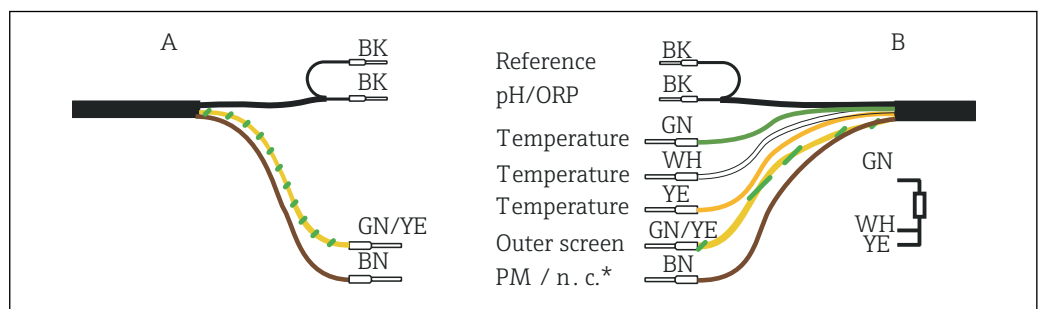 A
B
BK
Reference
BK
BK
pH/ORP
BK
Temperature
GN
Temperature
WH
Temperature
YE
GN/YE
Outer screen
GN/YE
BN
PM / n. c.*
BN
GN
WH
YE